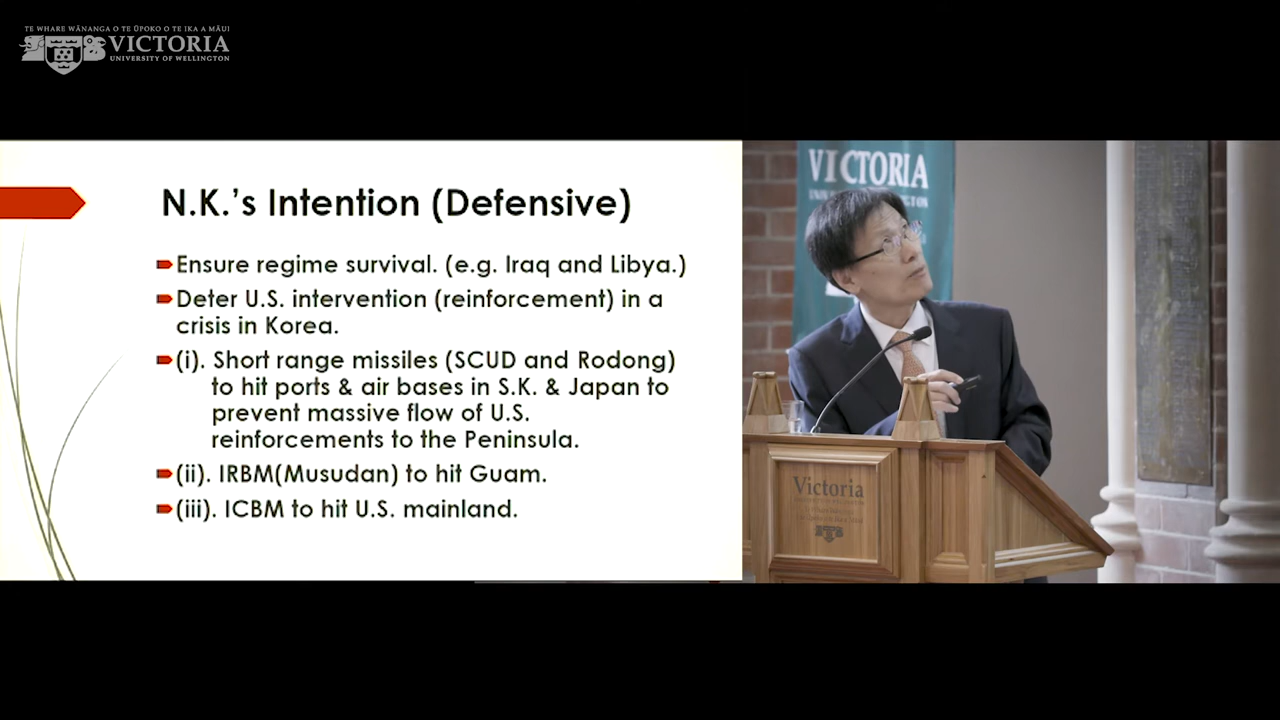 TE WHARE WĀNANGA O TE ŪPOKO O TE IKA A MĀUI
VICTORIA
UNIVERSITY OF WELLINGTON
N.K.'s Intention (Defensive)
Ensure regime survival. (e.g. Iraq and Libya.)
Deter U.S. intervention (reinforcement) in a
crisis in Korea.
(i). Short range missiles (SCUD and Rodong)
to hit ports & air bases in S.K. & Japan to
prevent massive flow of U.S.
reinforcements to the Peninsula.
(ii). IRBM(Musudan) to hit Guam.
(iii). ICBM to hit U.S. mainland.
VICTORIA
Victoria